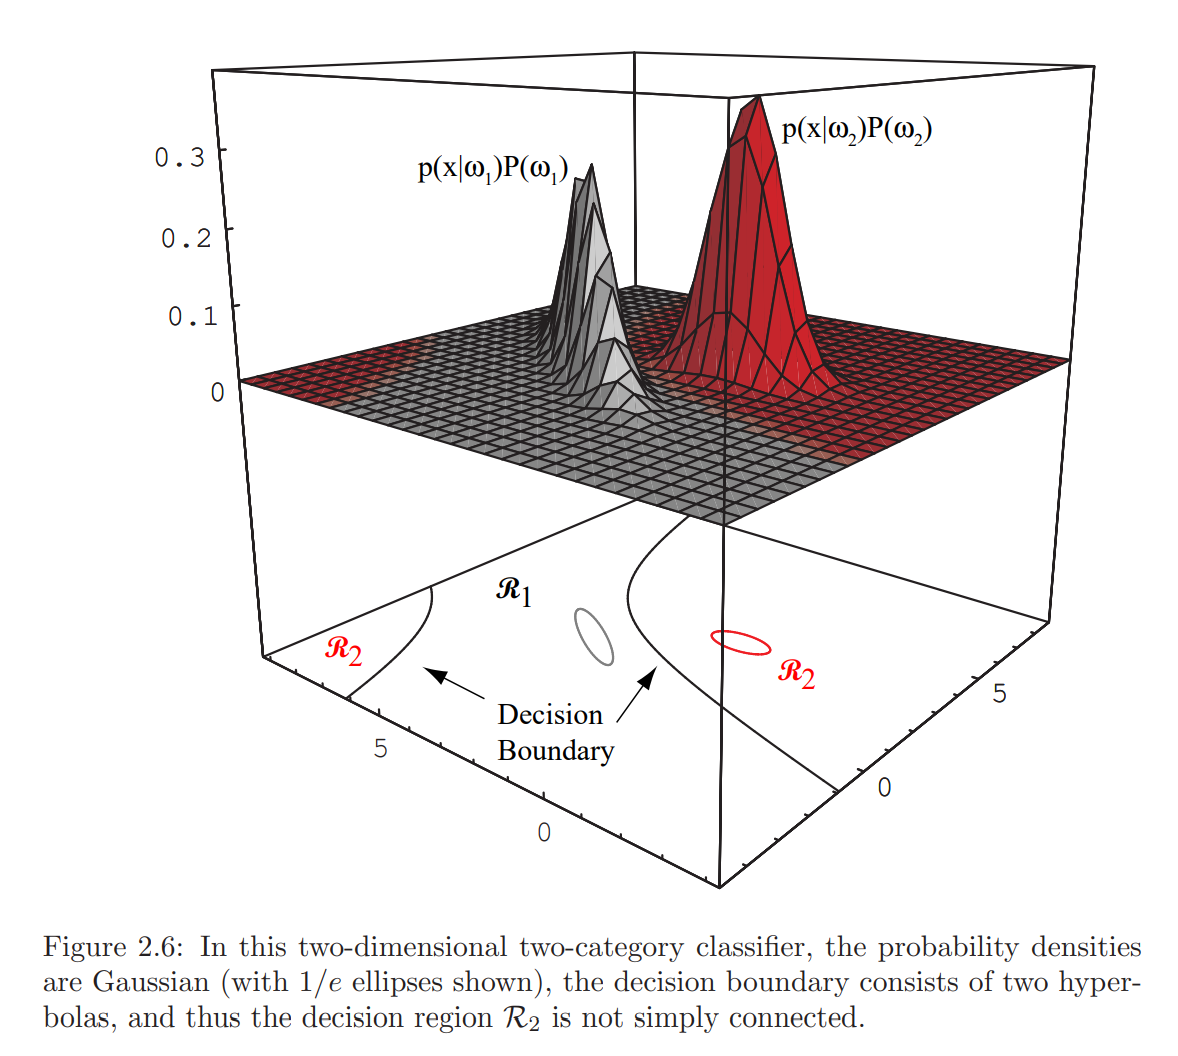 0.3
p(x|ω₂)P(ω₂)
p(x|ω₁)P(ω₁)
0.2
0.1
0
ℛ₁
ℛ₂
ℛ₂
5
Decision
Boundary
5
0
0
Figure 2.6: In this two-dimensional two-category classifier, the probability densities
are Gaussian (with 1/e ellipses shown), the decision boundary consists of two hyper-
bolas, and thus the decision region ℛ₂ is not simply connected.